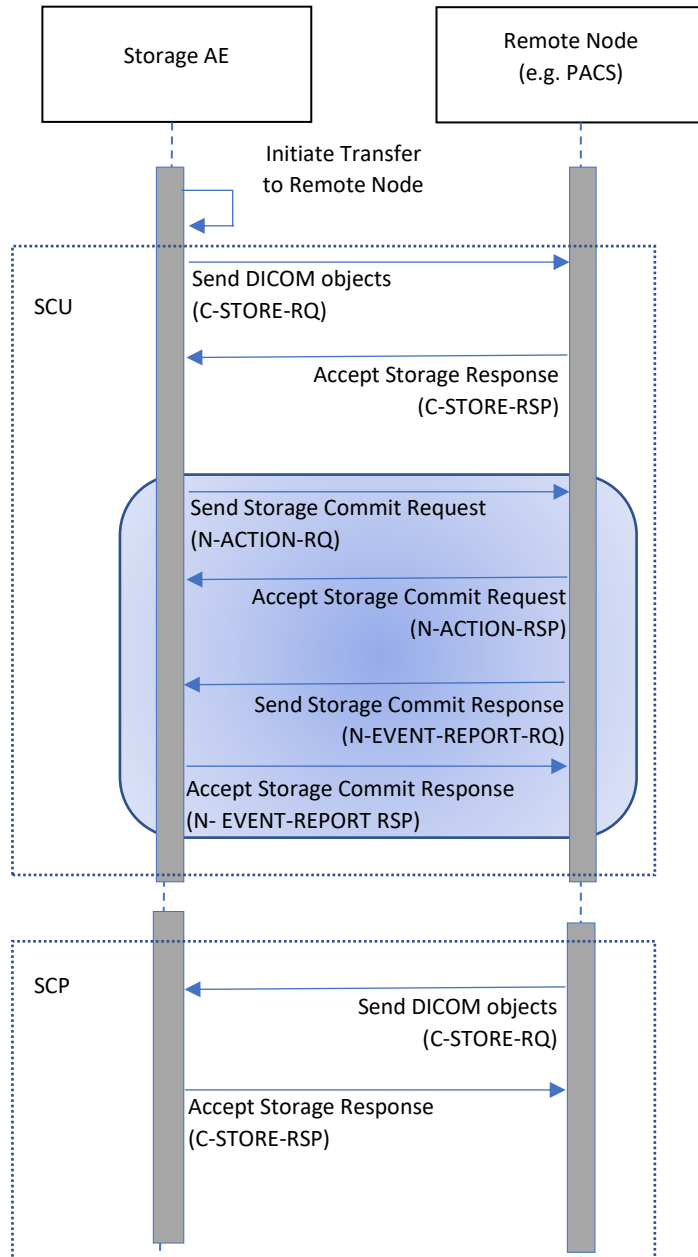 Storage AE
Remote Node
(e.g. PACS)
Initiate Transfer
to Remote Node
SCU
Send DICOM objects
(C-STORE-RQ)
Accept Storage Response
(C-STORE-RSP)
Send Storage Commit Request
(N-ACTION-RQ)
Accept Storage Commit Request
(N-ACTION-RSP)
Send Storage Commit Response
(N-EVENT-REPORT-RQ)
Accept Storage Commit Response
(N- EVENT-REPORT RSP)
SCP
Send DICOM objects
(C-STORE-RQ)
Accept Storage Response
(C-STORE-RSP)